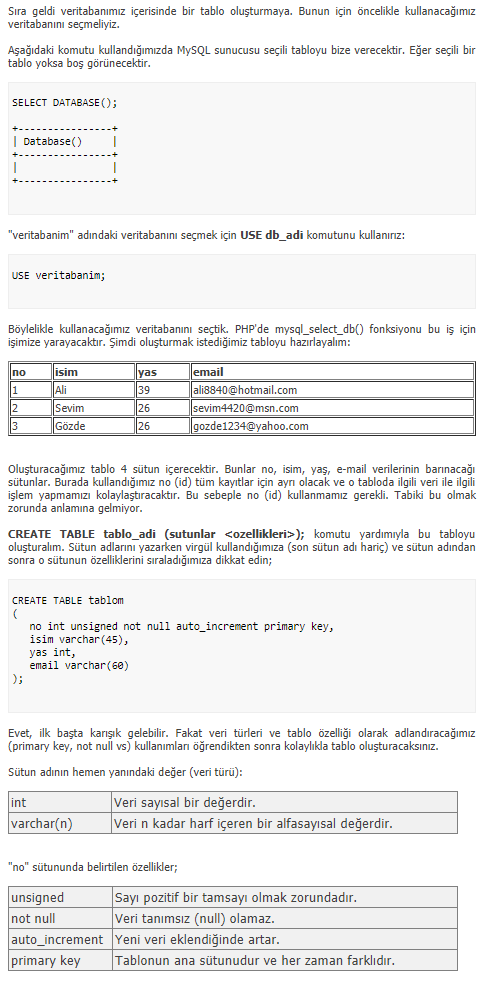 Sıra geldi veritabanımız içerisinde bir tablo oluşturmaya. Bunun için öncelikle kullanacağımız
veritabanını seçmeliyiz.
Aşağıdaki komutu kullandığımızda MySQL sunucusu seçili tabloyu bize verecektir. Eğer seçili bir
tablo yoksa boş görünecektir.
SELECT DATABASE();
+----------------+
| Database()     |
+----------------+
|                |
+----------------+
"veritabanim" adındaki veritabanını seçmek için USE db_adi komutunu kullanırız:
USE veritabanim;
Böylelikle kullanacağımız veritabanını seçtik. PHP'de mysql_select_db() fonksiyonu bu iş için
işimize yarayacaktır. Şimdi oluşturmak istediğimiz tabloyu hazırlayalım:
no isim yas email
1 Ali 39 ali8840@hotmail.com
2 Sevim 26 sevim4420@msn.com
3 Gözde 26 gozde1234@yahoo.com
Oluşturacağımız tablo 4 sütun içerecektir. Bunlar no, isim, yaş, e-mail verilerinin barınacağı
sütunlar. Burada kullandığımız no (id) tüm kayıtlar için ayrı olacak ve o tabloda ilgili veri ile ilgili
işlem yapmamızı kolaylaştıracaktır. Bu sebeple no (id) kullanmamız gerekli. Tabiki bu olmak
zorunda anlamına gelmiyor.
CREATE TABLE tablo_adi (sutunlar <ozellikleri>); komutu yardımıyla bu tabloyu
oluşturalım. Sütun adlarını yazarken virgül kullandığımıza (son sütun adı hariç) ve sütun adından
sonra o sütunun özelliklerini sıraladığımıza dikkat edin;
CREATE TABLE tablom
(
no int unsigned not null auto_increment primary key,
isim varchar(45),
yas int,
email varchar(60)
);
Evet, ilk başta karışık gelebilir. Fakat veri türleri ve tablo özelliği olarak adlandıracağımız
(primary key, not null vs) kullanımları öğrendikten sonra kolaylıkla tablo oluşturacaksınız.
Sütun adının hemen yanındaki değer (veri türü):
int Veri sayısal bir değerdir.
varchar(n) Veri n kadar harf içeren bir alfasayısal değerdir.
"no" sütununda belirtilen özellikler;
unsigned Sayı pozitif bir tamsayı olmak zorundadır.
not null Veri tanımsız (null) olamaz.
auto_increment Yeni veri eklendiğinde artar.
primary key Tablonun ana sütunudur ve her zaman farklıdır.